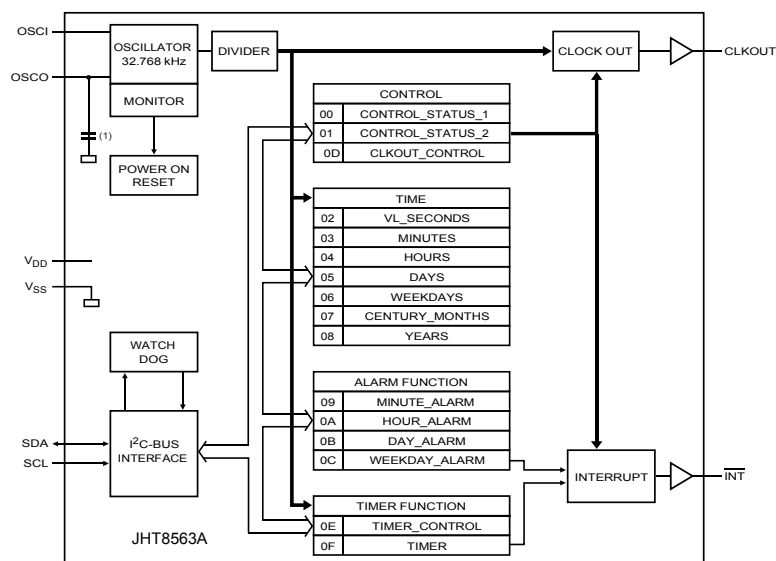 OSCI
OSCO
OSCILLATOR
32.768 kHz
MONITOR
DIVIDER
CLOCK OUT
CLKOUT
(1)
POWER ON
RESET
CONTROL
00 CONTROL_STATUS_1
01 CONTROL_STATUS_2
0D CLKOUT_CONTROL
TIME
02 VL_SECONDS
03 MINUTES
04 HOURS
05 DAYS
06 WEEKDAYS
07 CENTURY_MONTHS
08 YEARS
VDD
VSS
WATCH
DOG
ALARM FUNCTION
09 MINUTE_ALARM
0A HOUR_ALARM
0B DAY_ALARM
0C WEEKDAY_ALARM
SDA
SCL
I2C-BUS
INTERFACE
INTERRUPT
INT
TIMER FUNCTION
0E TIMER_CONTROL
0F TIMER
JHT8563A